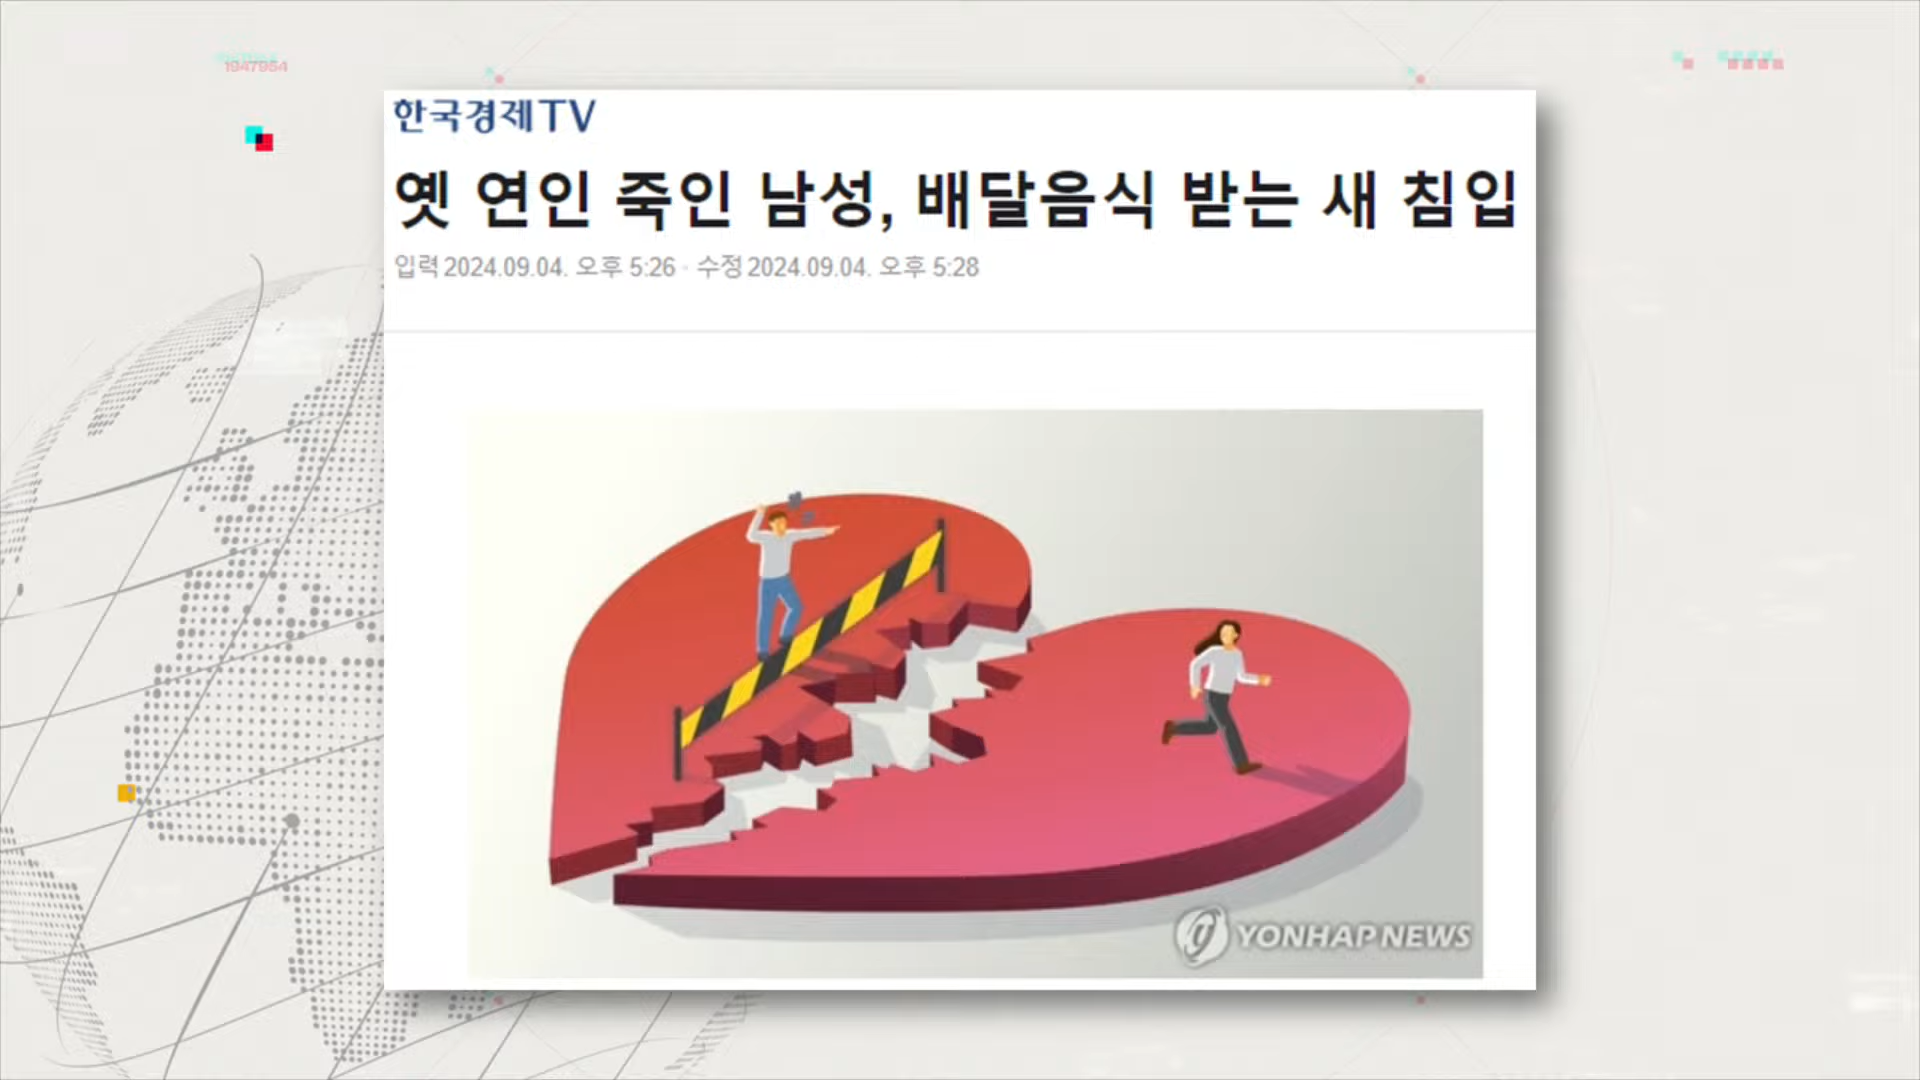 1947954
한국경제TV
옛 연인 죽인 남성, 배달음식 받는 새 침입
입력 2024.09.04. 오후 5:26 · 수정 2024.09.04. 오후 5:28
YONHAP NEWS